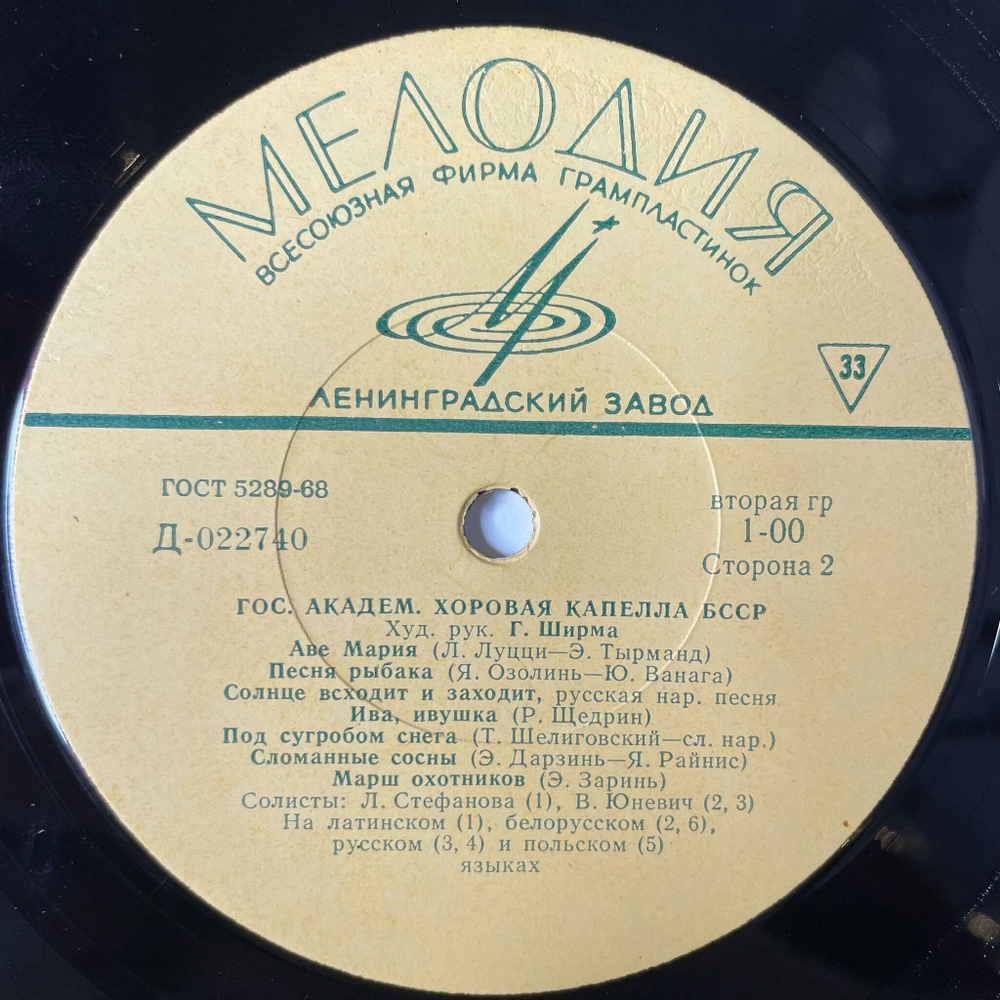 МЕЛОДИЯ
ВСЕСОЮЗНАЯ ФИРМА ГРАМПЛАСТИНОК
33
ЛЕНИНГРАДСКИЙ ЗАВОД
ГОСТ 5289-68
Д-022740
вторая гр
1-00
Сторона 2
ГОС. АКАДЕМ. ХОРОВАЯ КАПЕЛЛА БССР
Худ. рук. Г. Ширма
Аве Мария (Л. Луцци—Э. Тырманд)
Песня рыбака (Я. Озолинь—Ю. Ванага)
Солнце всходит и заходит, русская нар. песня
Ива, ивушка (Р. Щедрин)
Под сугробом снега (Т. Шелиговский—сл. нар.)
Сломанные сосны (Э. Дарзинь—Я. Райнис)
Марш охотников (Э. Заринь)
Солисты: Л. Стефанова (1), В. Юневич (2, 3)
На латинском (1), белорусском (2, 6),
русском (3, 4) и польском (5)
языках